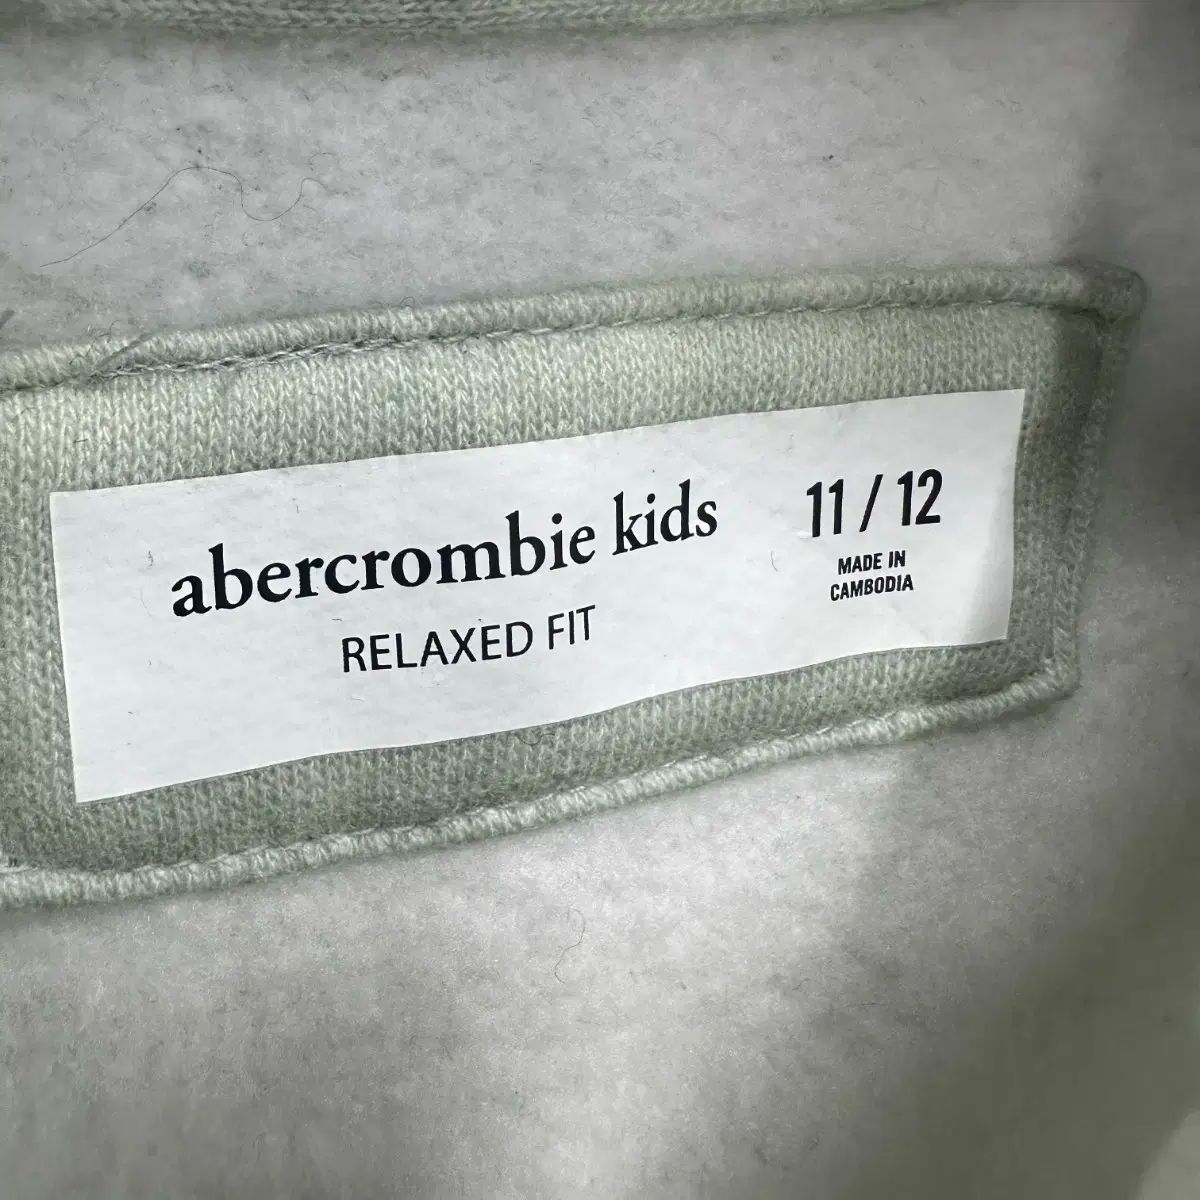 abercrombie kids
RELAXED FIT
11 / 12
MADE IN
CAMBODIA